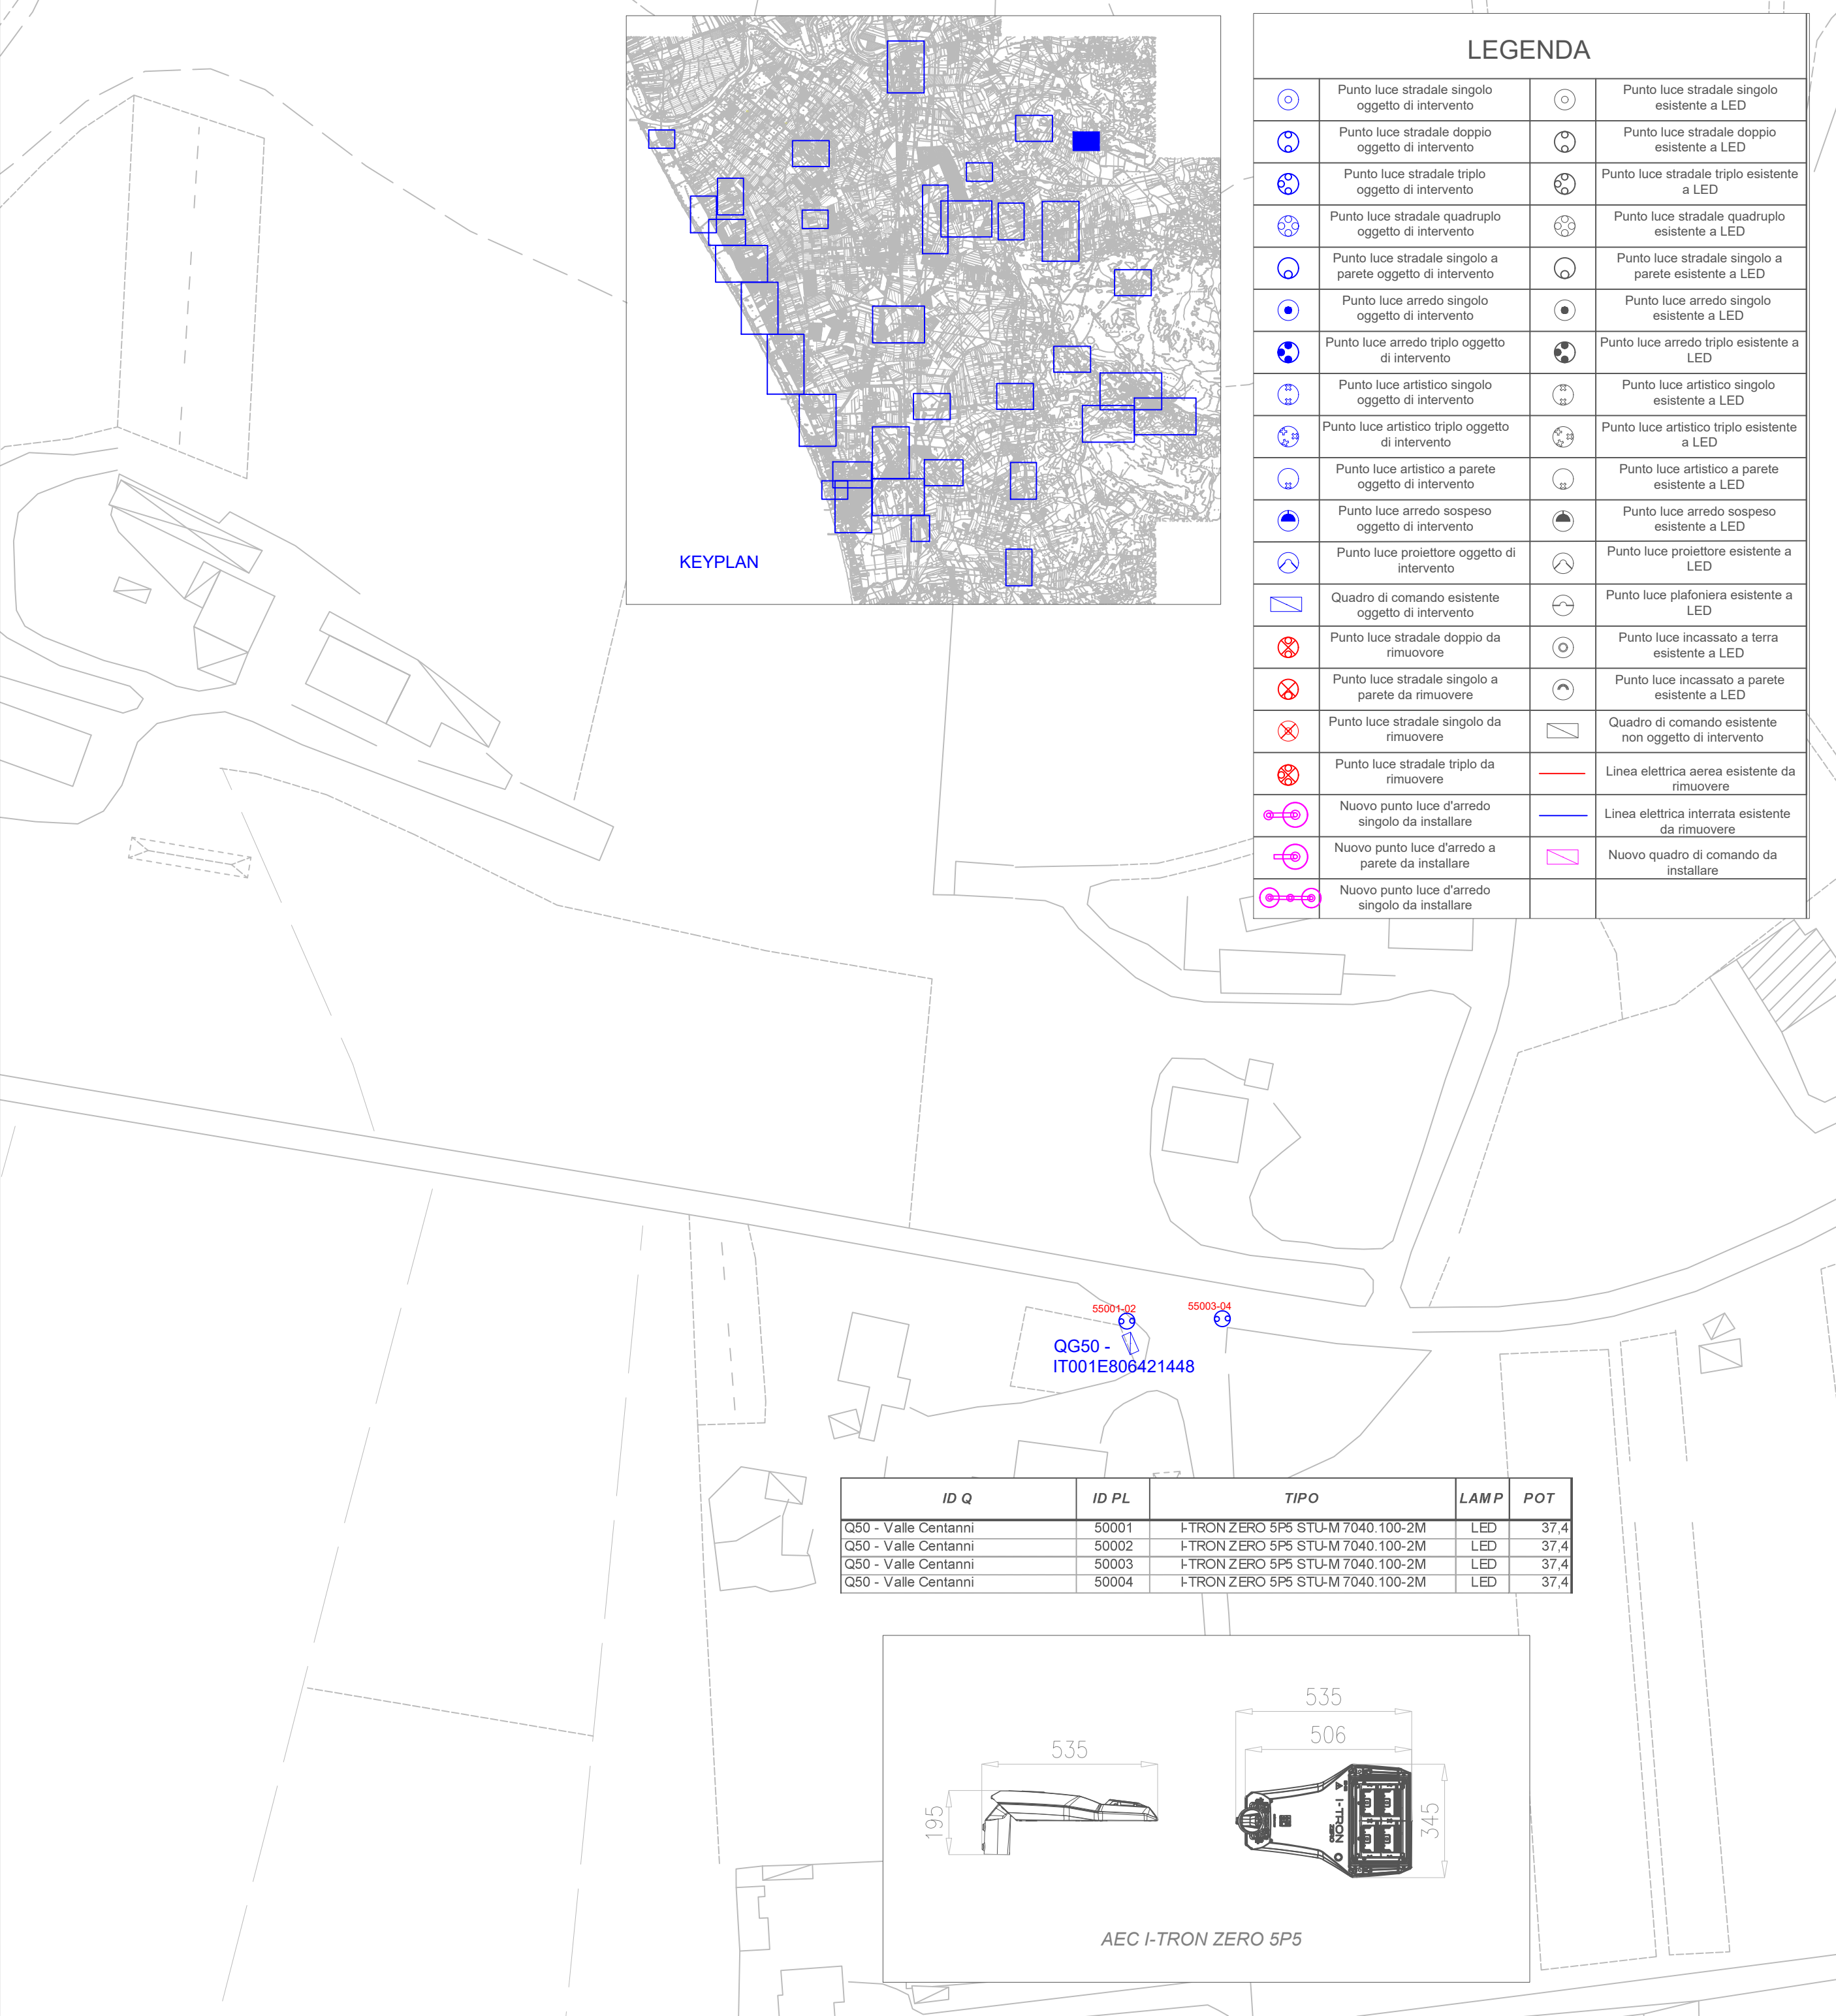 KEYPLAN
LEGENDA
Punto luce stradale singolo
oggetto di intervento
Punto luce stradale singolo
esistente a LED
Punto luce stradale doppio
oggetto di intervento
Punto luce stradale doppio
esistente a LED
Punto luce stradale triplo
oggetto di intervento
Punto luce stradale triplo esistente
a LED
Punto luce stradale quadruplo
oggetto di intervento
Punto luce stradale quadruplo
esistente a LED
Punto luce stradale singolo a
parete oggetto di intervento
Punto luce stradale singolo a
parete esistente a LED
Punto luce arredo singolo
oggetto di intervento
Punto luce arredo singolo
esistente a LED
Punto luce arredo triplo oggetto
di intervento
Punto luce arredo triplo esistente a
LED
Punto luce artistico singolo
oggetto di intervento
Punto luce artistico singolo
esistente a LED
Punto luce artistico triplo oggetto
di intervento
Punto luce artistico triplo esistente
a LED
Punto luce artistico a parete
oggetto di intervento
Punto luce artistico a parete
esistente a LED
Punto luce arredo sospeso
oggetto di intervento
Punto luce arredo sospeso
esistente a LED
Punto luce proiettore oggetto di
intervento
Punto luce proiettore esistente a
LED
Quadro di comando esistente
oggetto di intervento
Punto luce plafoniera esistente a
LED
Punto luce stradale doppio da
rimuovore
Punto luce incassato a terra
esistente a LED
Punto luce stradale singolo a
parete da rimuovere
Punto luce incassato a parete
esistente a LED
Punto luce stradale singolo da
rimuovere
Quadro di comando esistente
non oggetto di intervento
Punto luce stradale triplo da
rimuovere
Linea elettrica aerea esistente da
rimuovere
Nuovo punto luce d'arredo
singolo da installare
Linea elettrica interrata esistente
da rimuovere
Nuovo punto luce d'arredo a
parete da installare
Nuovo quadro di comando da
installare
Nuovo punto luce d'arredo
singolo da installare
55001-02
55003-04
QG50 -
IT001E806421448
ID Q ID PL TIPO LAMP POT
Q50 - Valle Centanni 50001 I-TRON ZERO 5P5 STU-M 7040.100-2M LED 37,4
Q50 - Valle Centanni 50002 I-TRON ZERO 5P5 STU-M 7040.100-2M LED 37,4
Q50 - Valle Centanni 50003 I-TRON ZERO 5P5 STU-M 7040.100-2M LED 37,4
Q50 - Valle Centanni 50004 I-TRON ZERO 5P5 STU-M 7040.100-2M LED 37,4
535
506
535
195
345
I-TRON
ZERO
AEC I-TRON ZERO 5P5